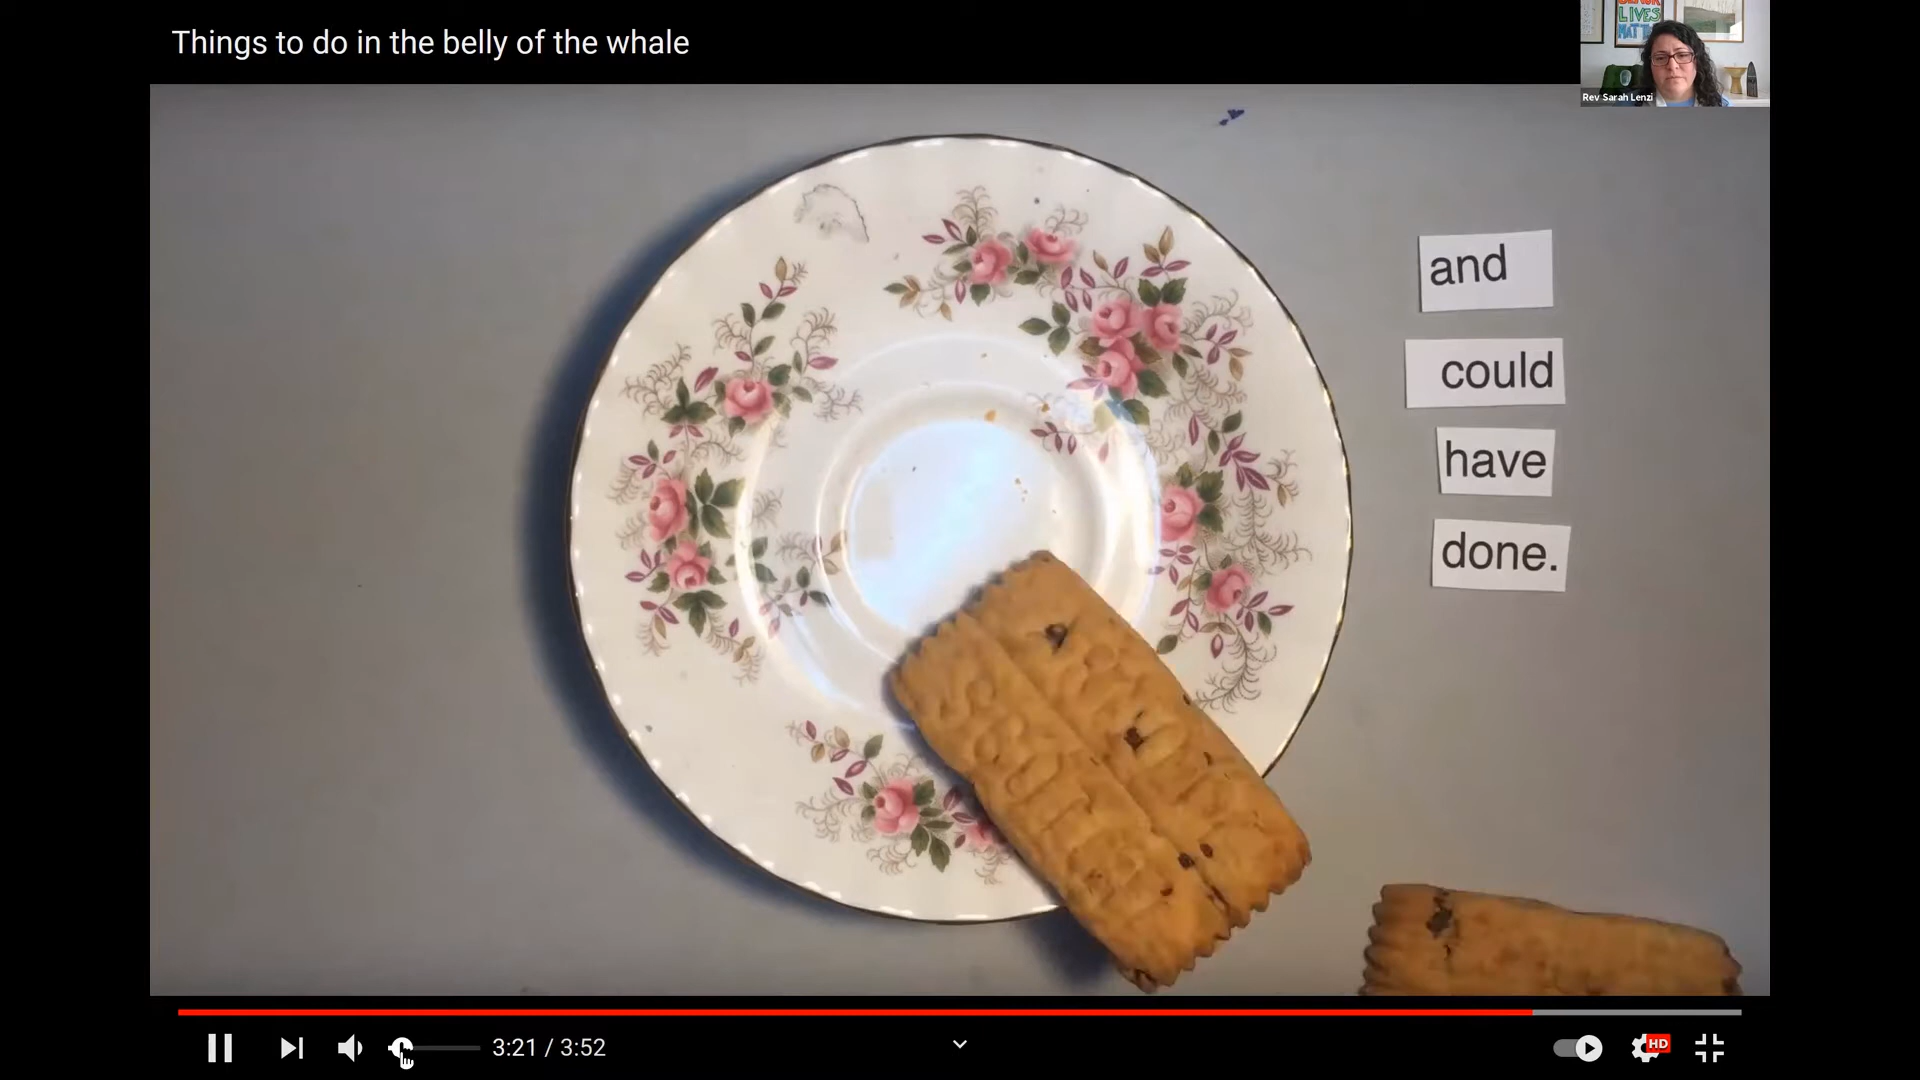 Things to do in the belly of the whale
LIVES
Rev Sarah Lenzi
and
could
have
done.
3:21 / 3:52
HD